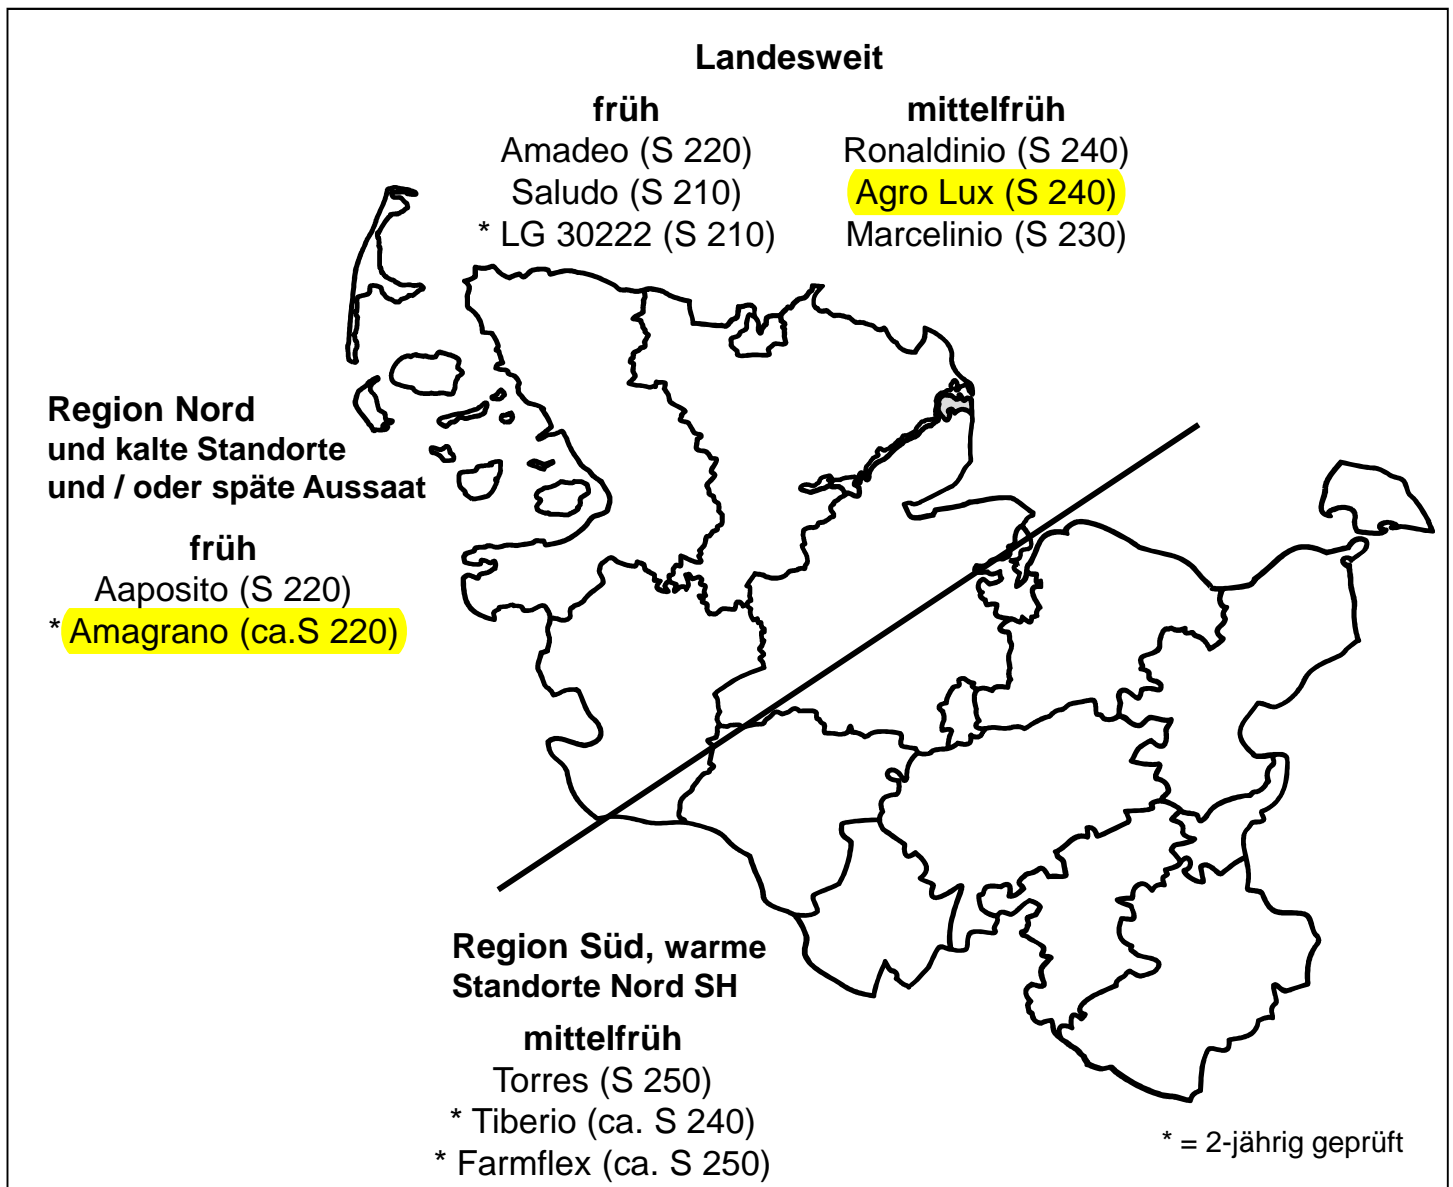 Landesweit
früh
Amadeo (S 220)
Saludo (S 210)
* LG 30222 (S 210)
mittelfrüh
Ronaldinio (S 240)
Agro Lux (S 240)
Marcelinio (S 230)
Region Nord
und kalte Standorte
und / oder späte Aussaat
früh
Aaposito (S 220)
* Amagrano (ca.S 220)
Region Süd, warme
Standorte Nord SH
mittelfrüh
Torres (S 250)
* Tiberio (ca. S 240)
* Farmflex (ca. S 250)
* = 2-jährig geprüft